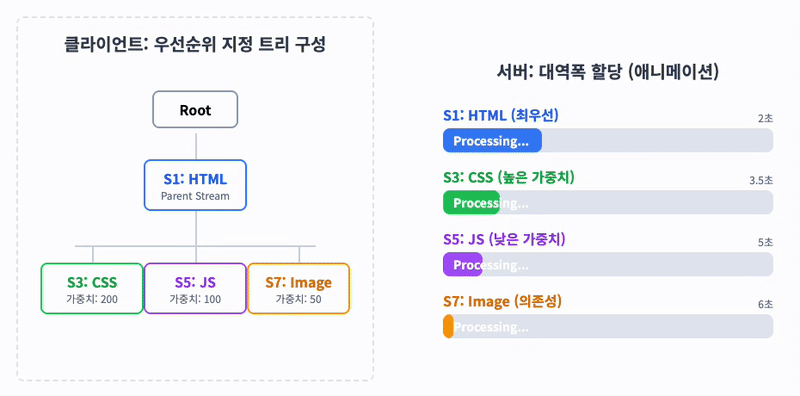 클라이언트: 우선순위 지정 트리 구성
Root
S1: HTML
Parent Stream
S3: CSS
가중치: 200
S5: JS
가중치: 100
S7: Image
가중치: 50
서버: 대역폭 할당 (애니메이션)
S1: HTML (최우선)
2초
Processing...
S3: CSS (높은 가중치)
3.5초
Processing...
S5: JS (낮은 가중치)
5초
Processing...
S7: Image (의존성)
6초
Processing...